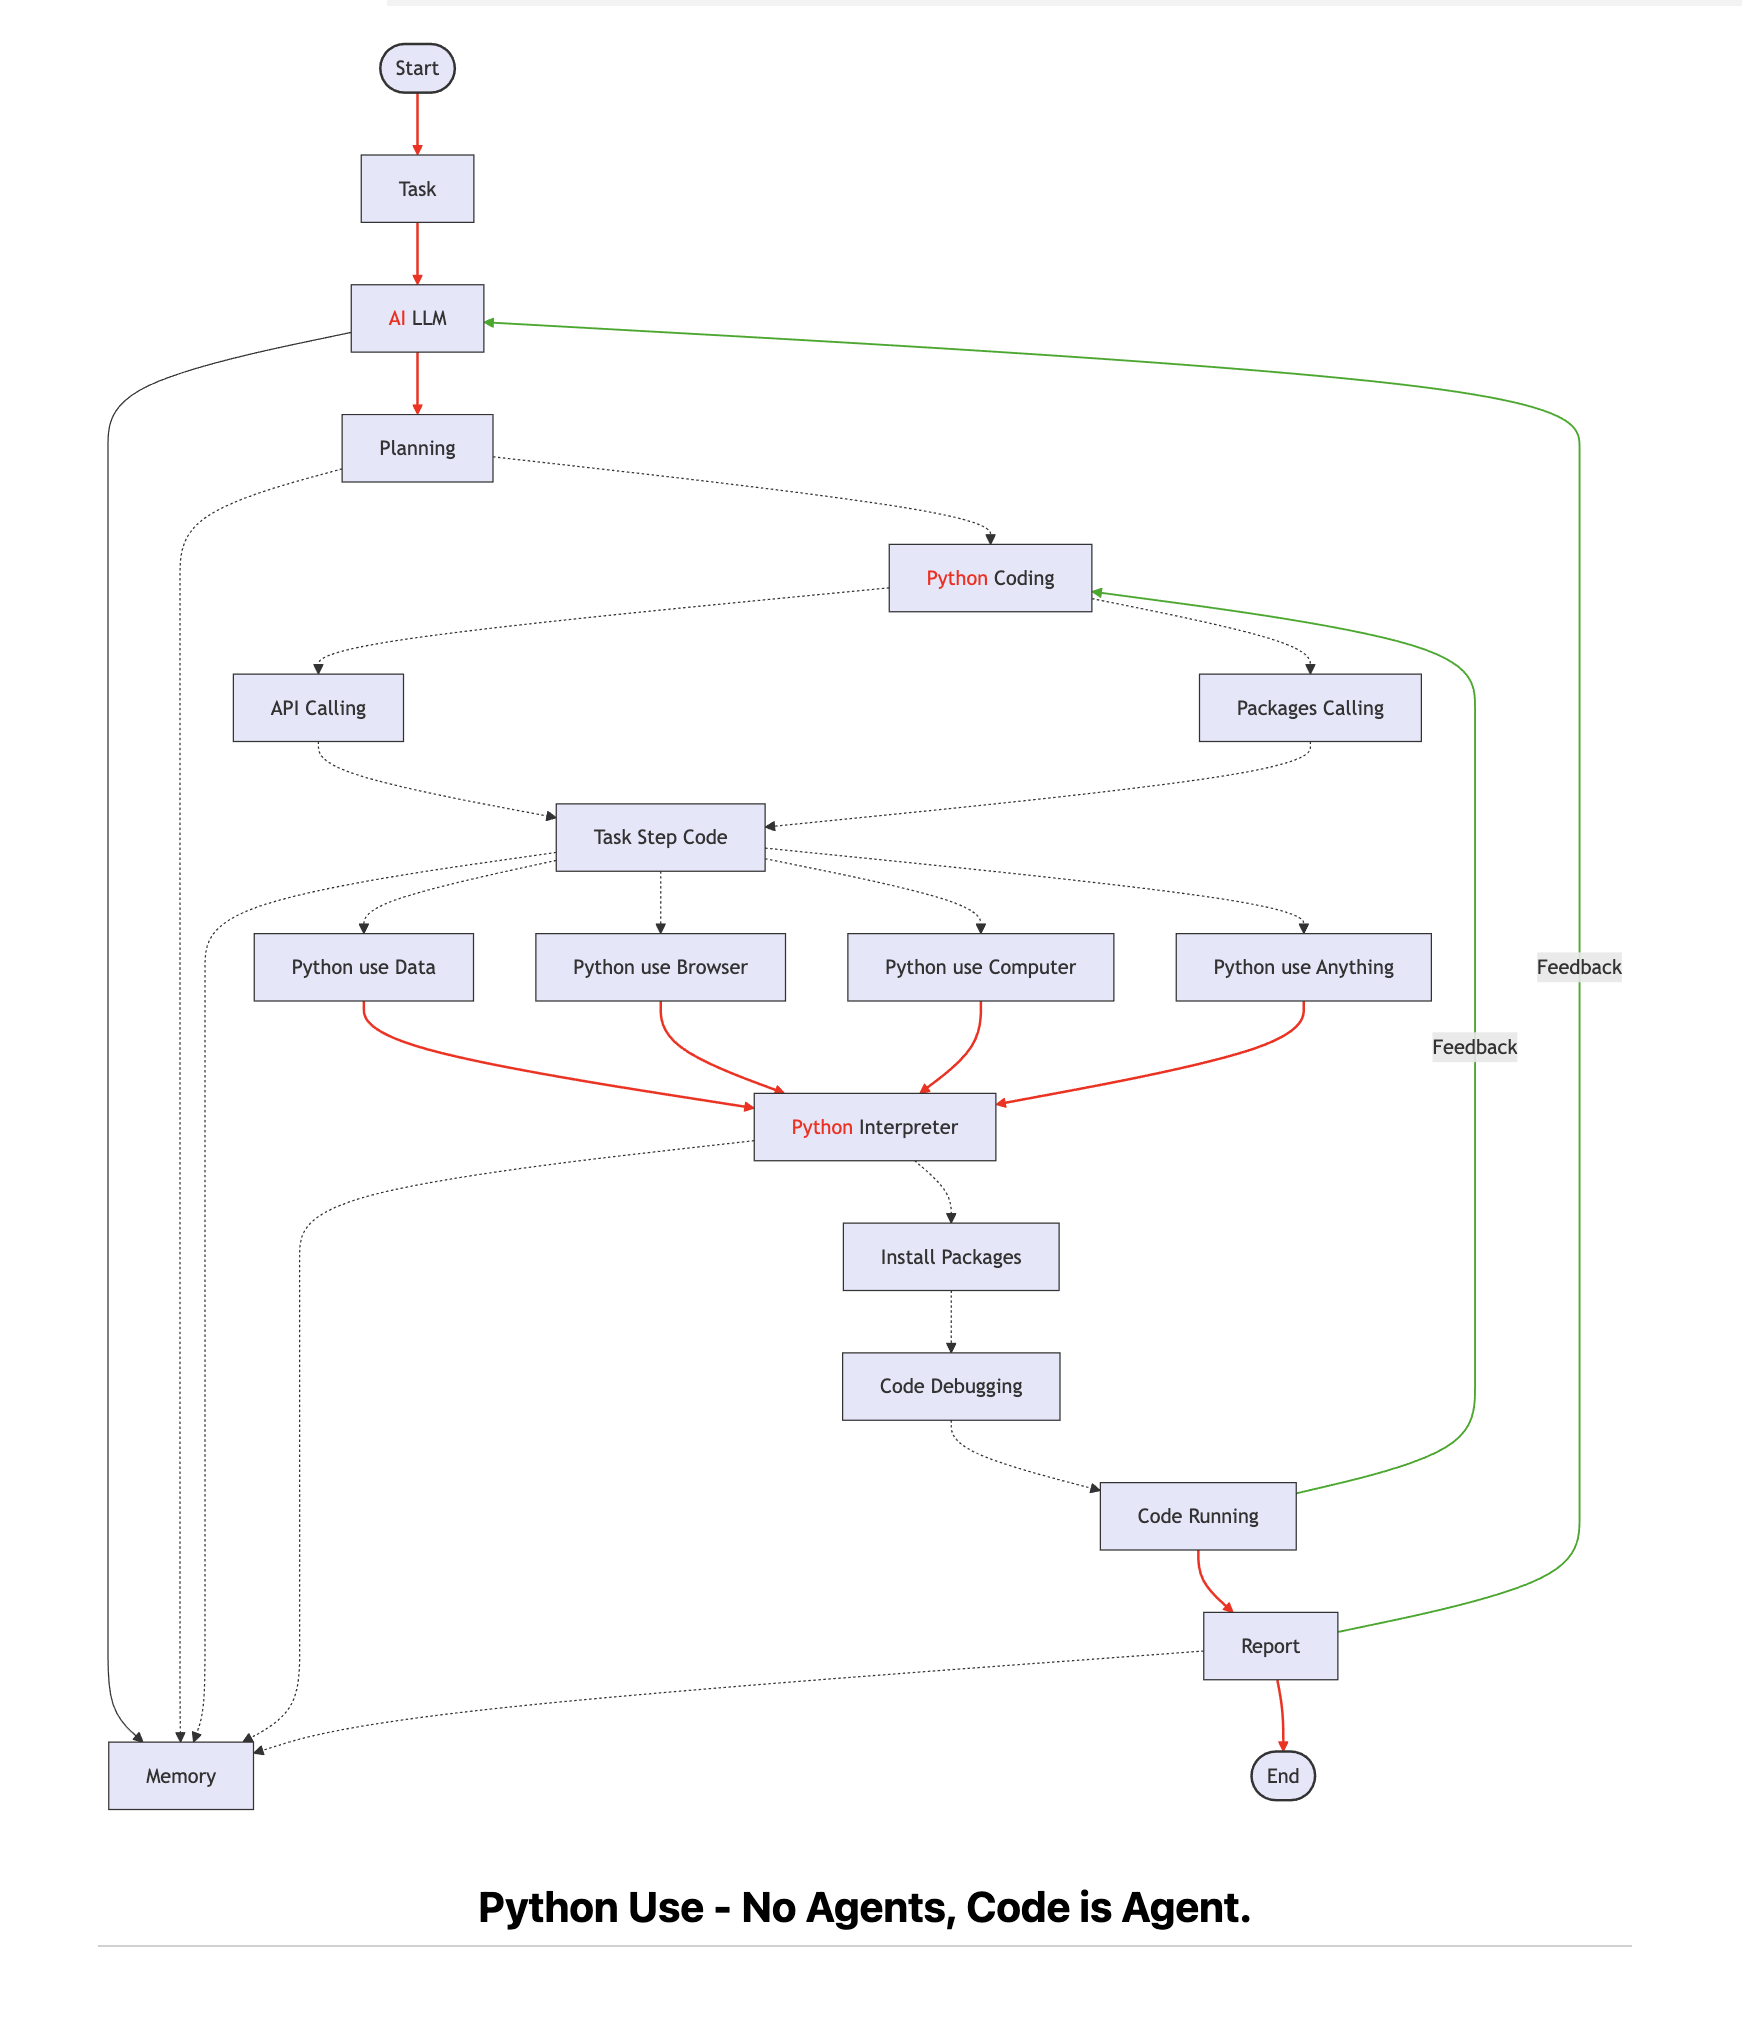 Start
Task
AI LLM
Planning
Python Coding
API Calling
Packages Calling
Task Step Code
Python use Data
Python use Browser
Python use Computer
Python use Anything
Feedback
Feedback
Python Interpreter
Install Packages
Code Debugging
Code Running
Report
Memory
End
Python Use - No Agents, Code is Agent.